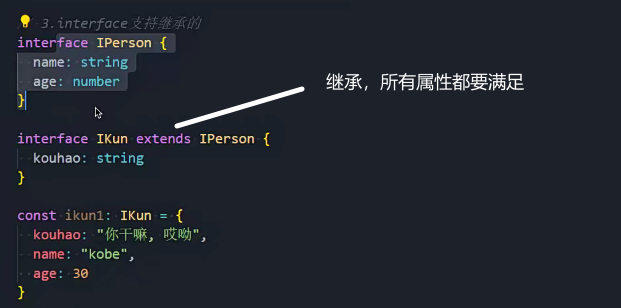 3.interface支持继承的
interface IPerson {
name: string
age: number
}
继承，所有属性都要满足
interface IKun extends IPerson {
kouhao: string
}
const ikun1: IKun = {
kouhao: "你干嘛, 哎呦",
name: "kobe",
age: 30
}